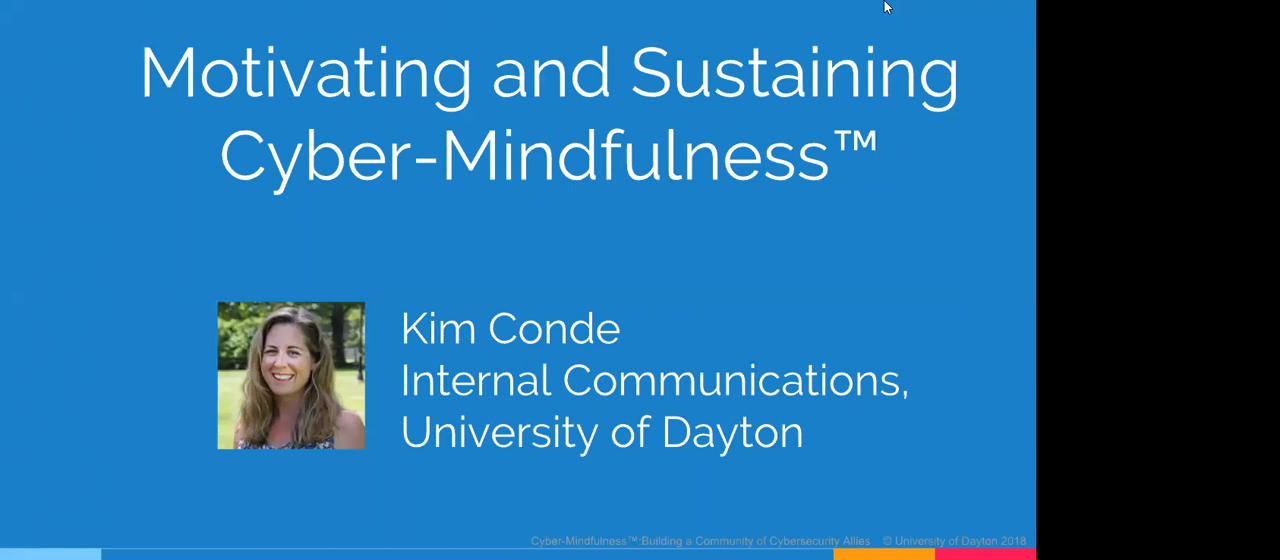 Motivating and Sustaining
Cyber-Mindfulness™
Kim Conde
Internal Communications,
University of Dayton
Cyber-Mindfulness™:Building a Community of Cybersecurity Allies © University of Dayton 2018